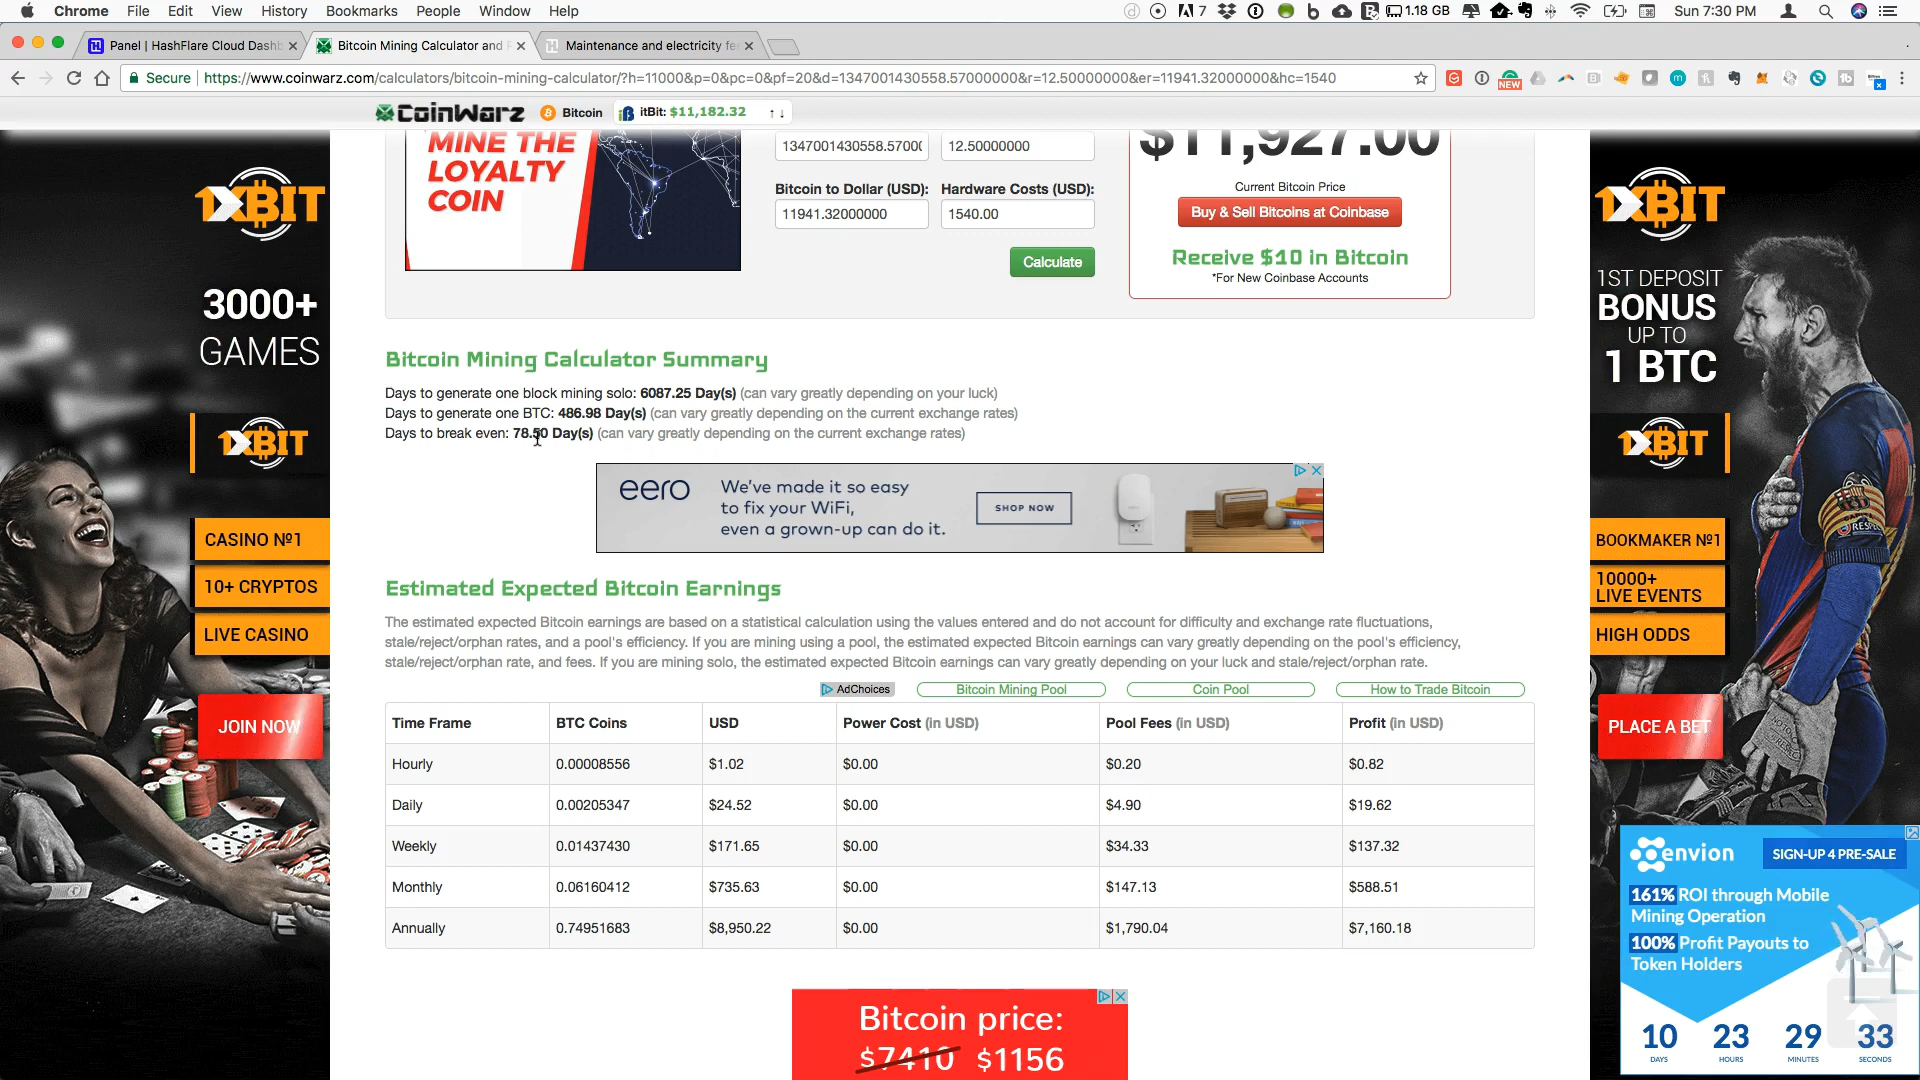 Chrome File Edit View History Bookmarks People Window Help
7 1.18 GB Sun 7:30 PM
Panel | HashFlare Cloud Dashb
Bitcoin Mining Calculator and P
Maintenance and electricity fe
Secure https://www.coinwarz.com/calculators/bitcoin-mining-calculator/?h=11000&p=0&pc=0&pf=20&d=1347001430558.57000000&r=12.50000000&er=11941.32000000&hc=1540
CoinWarz Bitcoin itBit: $11,182.32 ↑ ↓
MINE THE
LOYALTY
COIN
1347001430558.5700( 12.50000000
Bitcoin to Dollar (USD): Hardware Costs (USD):
11941.32000000 1540.00
Calculate
$11,927.00
Current Bitcoin Price
Buy & Sell Bitcoins at Coinbase
Receive $10 in Bitcoin
*For New Coinbase Accounts
1XBIT
3000+
GAMES
1XBIT
CASINO №1
10+ CRYPTOS
LIVE CASINO
JOIN NOW
1XBIT
1ST DEPOSIT
BONUS
UP TO
1 BTC
1XBIT
BOOKMAKER №1
10000+
LIVE EVENTS
HIGH ODDS
PLACE A BET
Bitcoin Mining Calculator Summary
Days to generate one block mining solo: 6087.25 Day(s) (can vary greatly depending on your luck)
Days to generate one BTC: 486.98 Day(s) (can vary greatly depending on the current exchange rates)
Days to break even: 78.50 Day(s) (can vary greatly depending on the current exchange rates)
eero
We've made it so easy
to fix your WiFi,
even a grown-up can do it.
SHOP NOW
Estimated Expected Bitcoin Earnings
The estimated expected Bitcoin earnings are based on a statistical calculation using the values entered and do not account for difficulty and exchange rate fluctuations,
stale/reject/orphan rates, and a pool's efficiency. If you are mining using a pool, the estimated expected Bitcoin earnings can vary greatly depending on the pool's efficiency,
stale/reject/orphan rate, and fees. If you are mining solo, the estimated expected Bitcoin earnings can vary greatly depending on your luck and stale/reject/orphan rate.
AdChoices Bitcoin Mining Pool Coin Pool How to Trade Bitcoin
Time Frame BTC Coins USD Power Cost (in USD) Pool Fees (in USD) Profit (in USD)
Hourly 0.00008556 $1.02 $0.00 $0.20 $0.82
Daily 0.00205347 $24.52 $0.00 $4.90 $19.62
Weekly 0.01437430 $171.65 $0.00 $34.33 $137.32
Monthly 0.06160412 $735.63 $0.00 $147.13 $588.51
Annually 0.74951683 $8,950.22 $0.00 $1,790.04 $7,160.18
Bitcoin price:
$7410 $1156
envion SIGN-UP 4 PRE-SALE
161% ROI through Mobile
Mining Operation
100% Profit Payouts to
Token Holders
10 23 29 33
DAYS HOURS MINUTES SECONDS